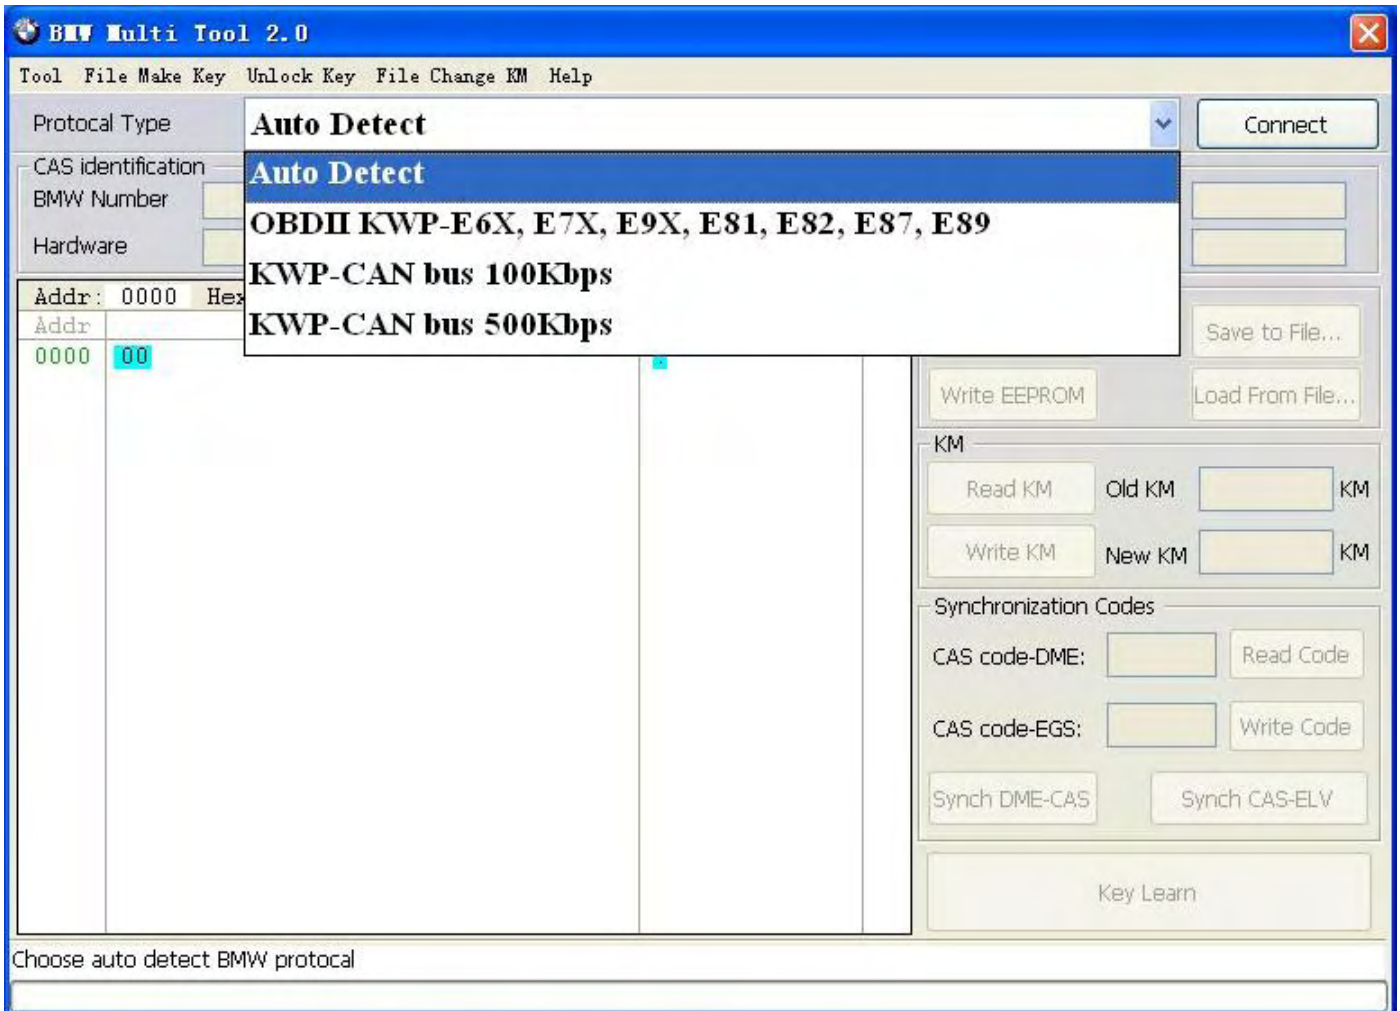 BMW Multi Tool 2.0
Tool File Make Key Unlock Key File Change KM Help
Protocal Type Auto Detect Connect
CAS identification
Auto Detect
BMW Number
OBDII KWP-E6X, E7X, E9X, E81, E82, E87, E89
Hardware
KWP-CAN bus 100Kbps
Addr: 0000
KWP-CAN bus 500Kbps
Addr
Save to File...
0000 00 .
Write EEPROM Load From File...
KM
Read KM Old KM KM
Write KM New KM KM
Synchronization Codes
CAS code-DME: Read Code
CAS code-EGS: Write Code
Synch DME-CAS Synch CAS-ELV
Key Learn
Choose auto detect BMW protocal